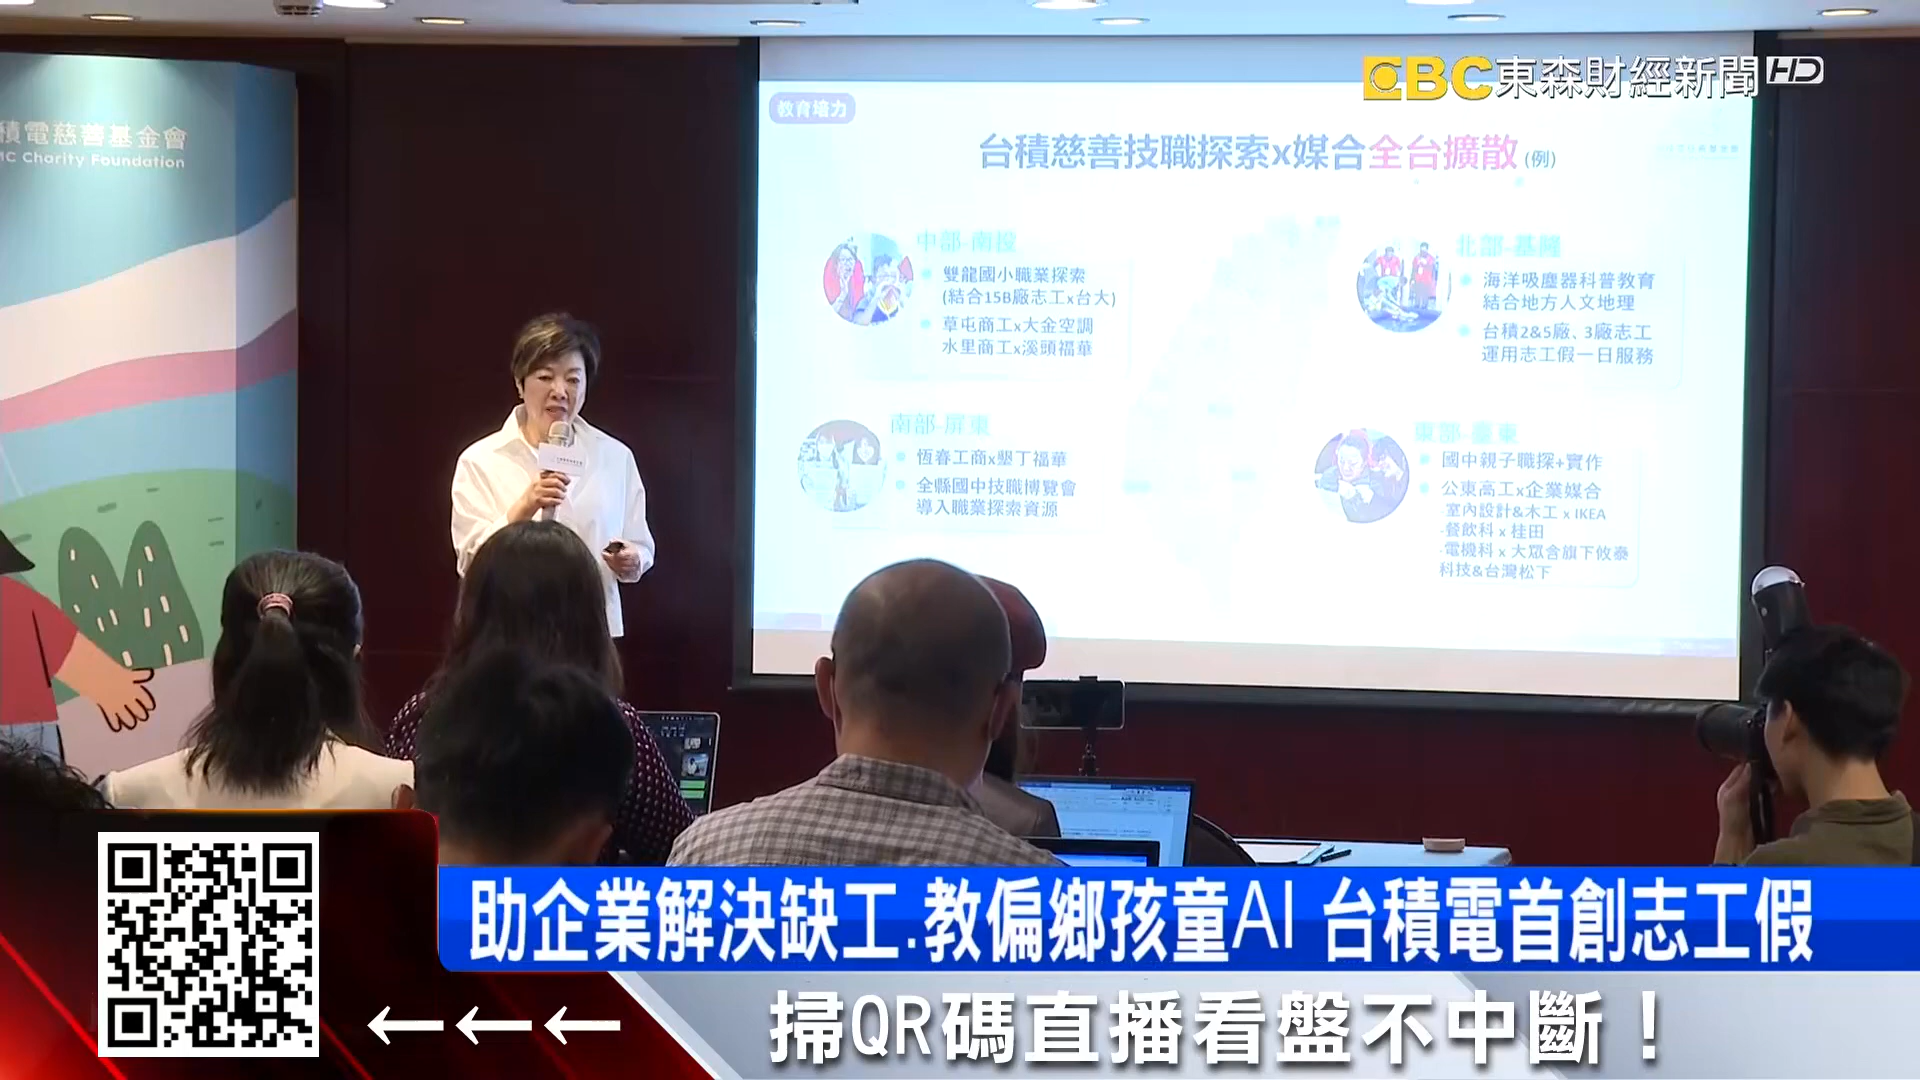 EBC東森財經新聞HD
積電慈善基金會
MC Charity Foundation
教育培力
台積慈善技職探索x媒合全台擴散(例)
中部-南投
雙龍國小職業探索
(結合15B廠志工x台大)
草屯商工x大金空調
水里商工x溪頭福華
北部-基隆
海洋吸塵器科普教育
結合地方人文地理
台積2&5廠、3廠志工
運用志工假一日服務
南部-屏東
恆春工商x墾丁福華
全縣國中技職博覽會
導入職業探索資源
東部-臺東
國中親子職探+實作
公東高工x企業媒合
-室內設計&木工 x IKEA
-餐飲科 x 桂田
-電機科 x 大眾含旗下攸泰
科技&台灣松下
助企業解決缺工.教偏鄉孩童AI 台積電首創志工假
←←← 掃QR碼直播看盤不中斷！